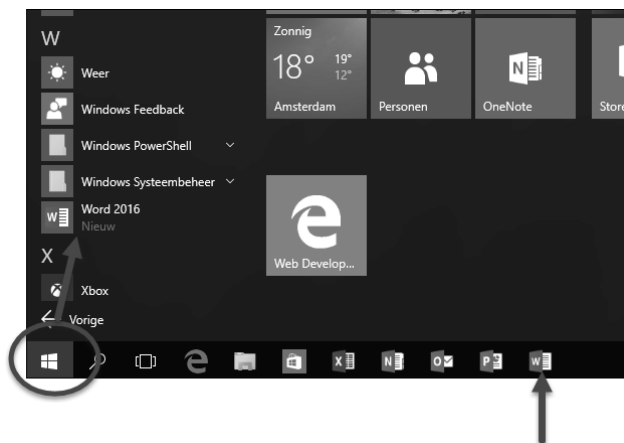 W
Weer
Windows Feedback
Windows PowerShell
Windows Systeembeheer
Word 2016
Nieuw
X
Xbox
Vorige
Zonnig
18° 19°
12°
Amsterdam
Personen
OneNote
Store
Web Develop...